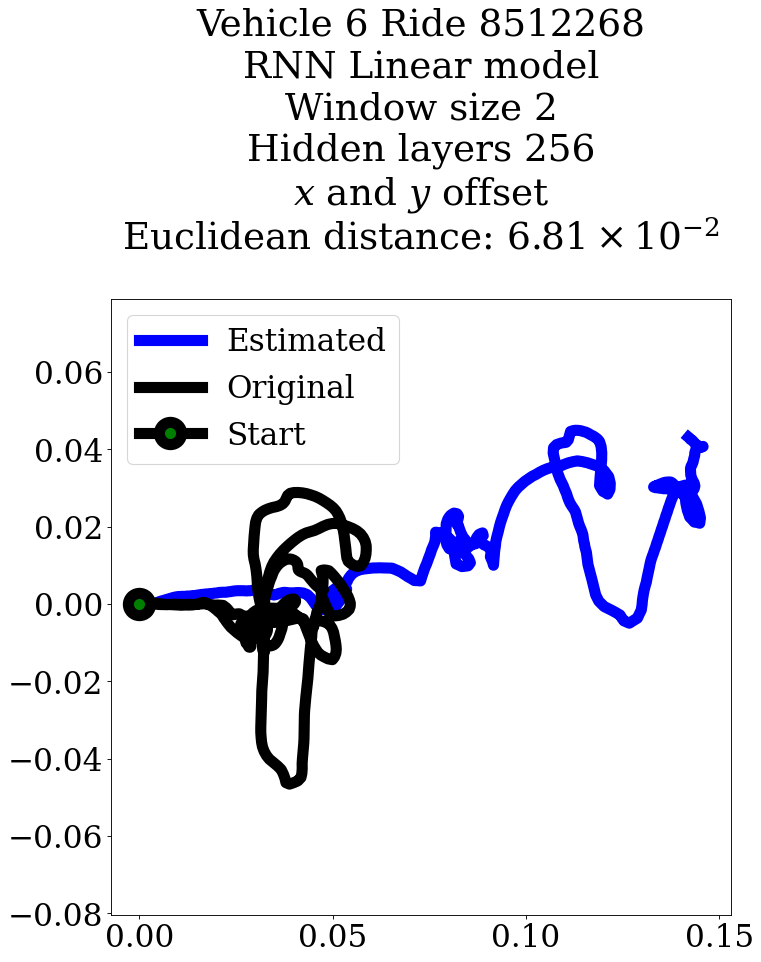 Vehicle 6 Ride 8512268
RNN Linear model
Window size 2
Hidden layers 256
x and y offset
Euclidean distance: 6.81 × 10⁻²
Estimated
Original
Start
0.06
0.04
0.02
0.00
−0.02
−0.04
−0.06
−0.08
0.00 0.05 0.10 0.15